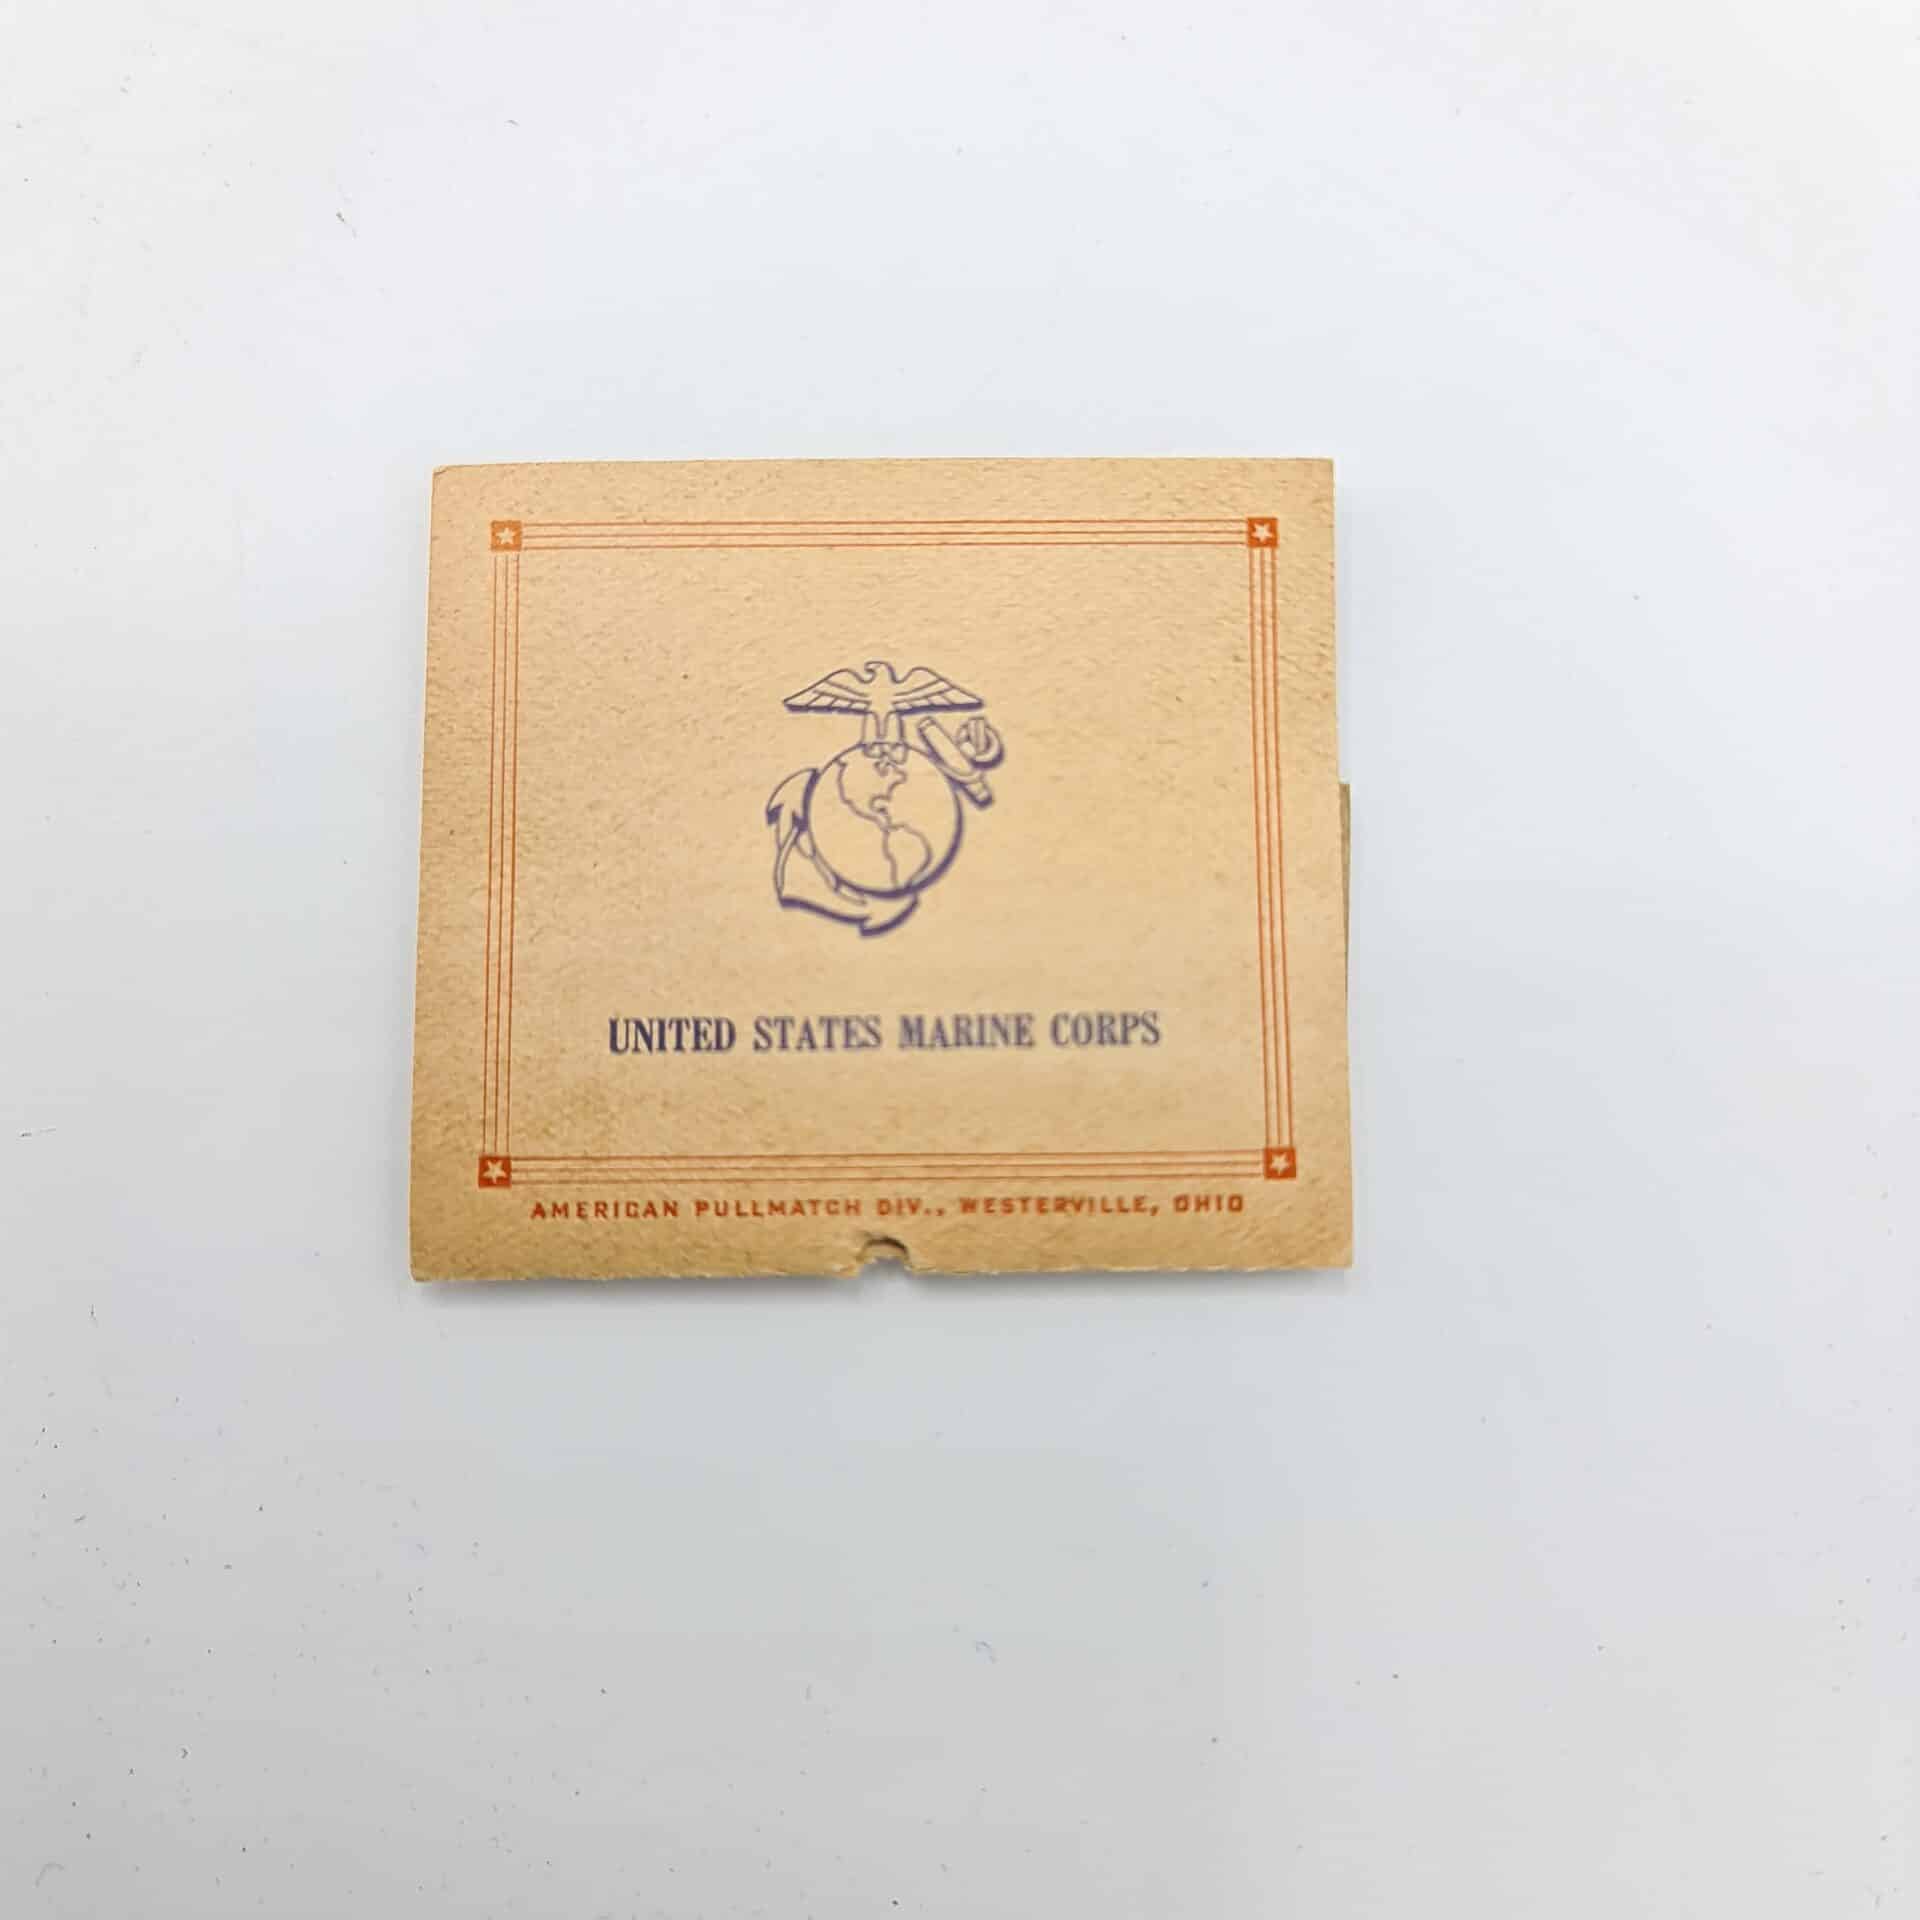 UNITED STATES MARINE CORPS
AMERICAN PULLMATCH DIV., WESTERVILLE, OHIO